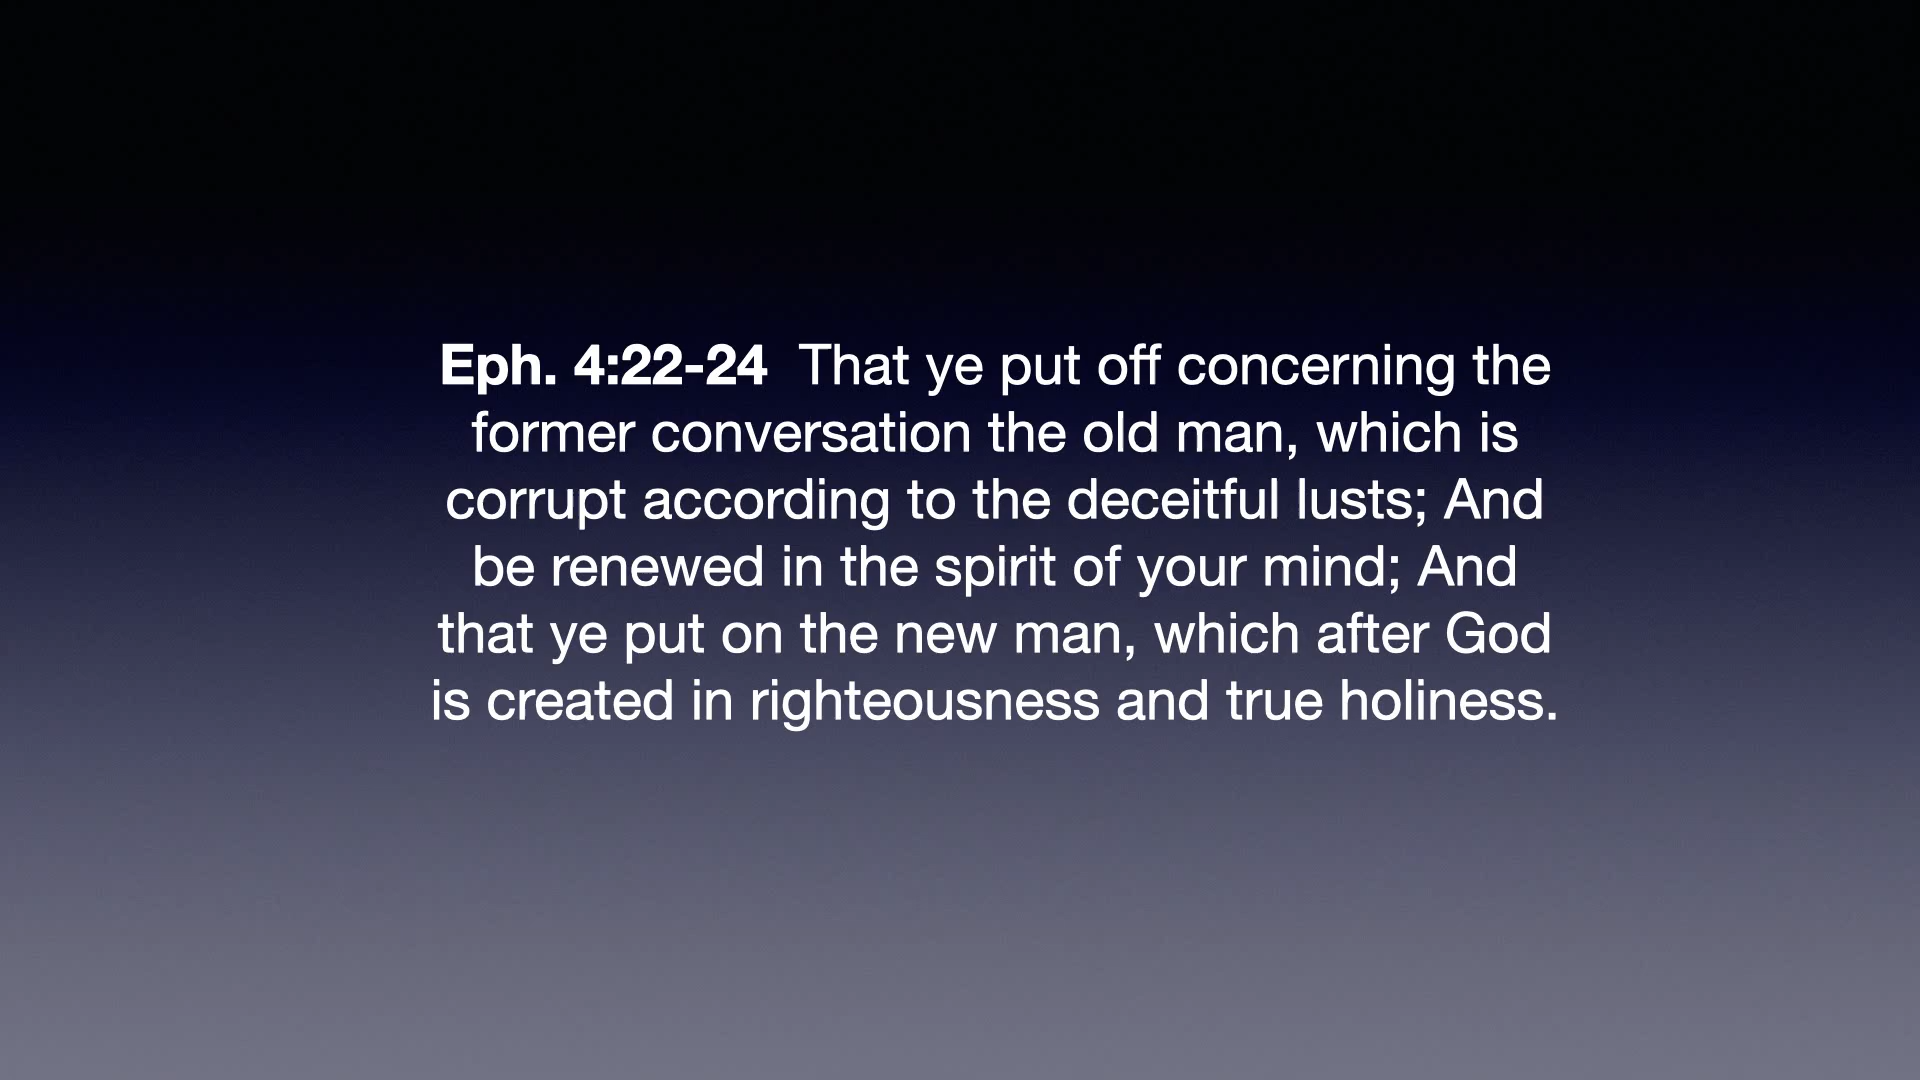 Eph. 4:22-24  That ye put off concerning the
former conversation the old man, which is
corrupt according to the deceitful lusts; And
be renewed in the spirit of your mind; And
that ye put on the new man, which after God
is created in righteousness and true holiness.